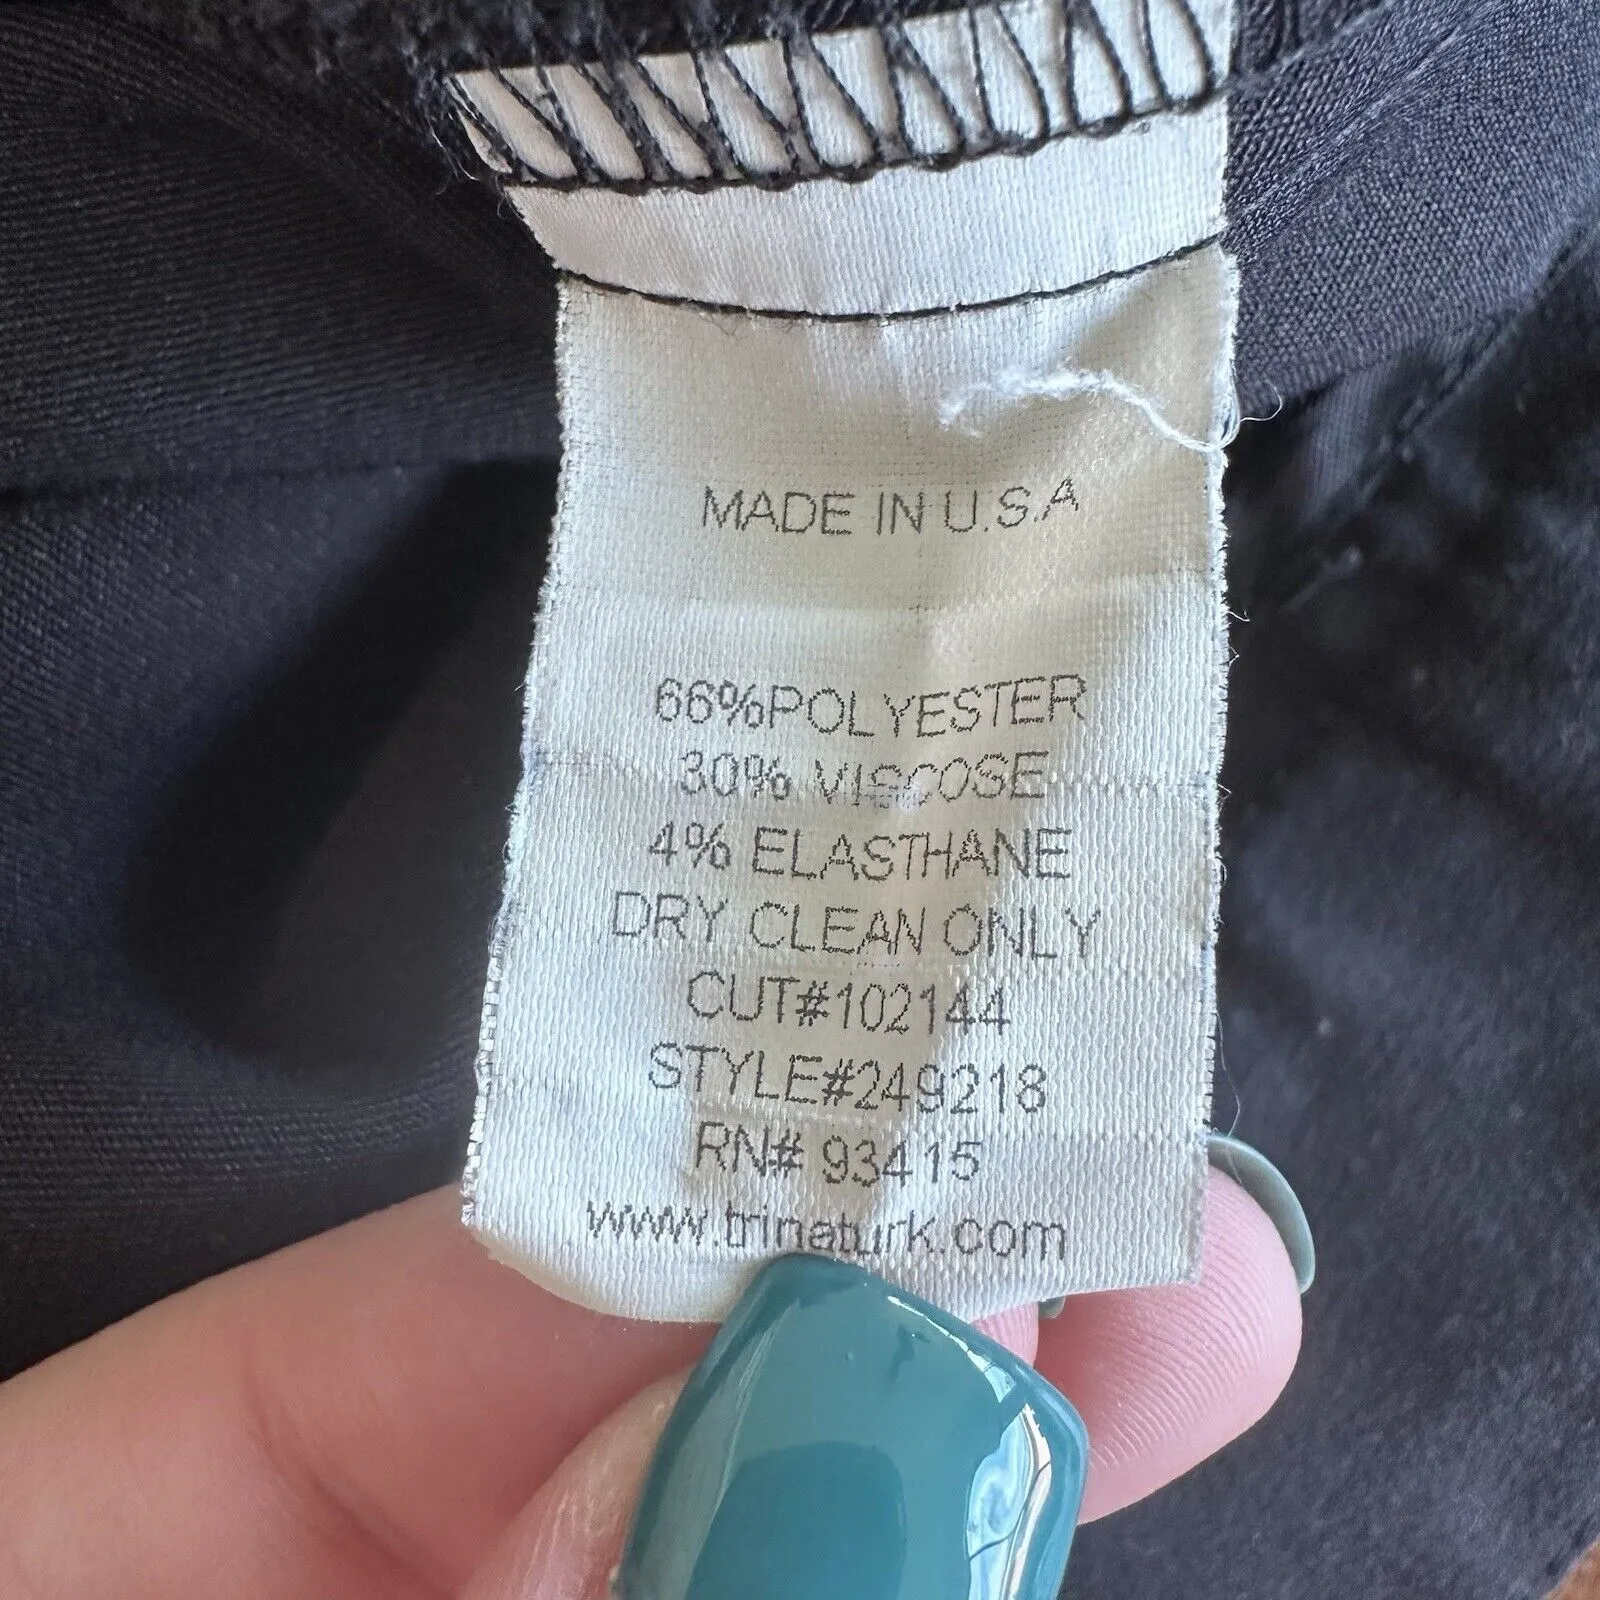 MADE IN U.S.A
66%POLYESTER
30% VISCOSE
4% ELASTHANE
DRY CLEAN ONLY
CUT#102144
STYLE#249218
RN# 93415
www.trinaturk.com